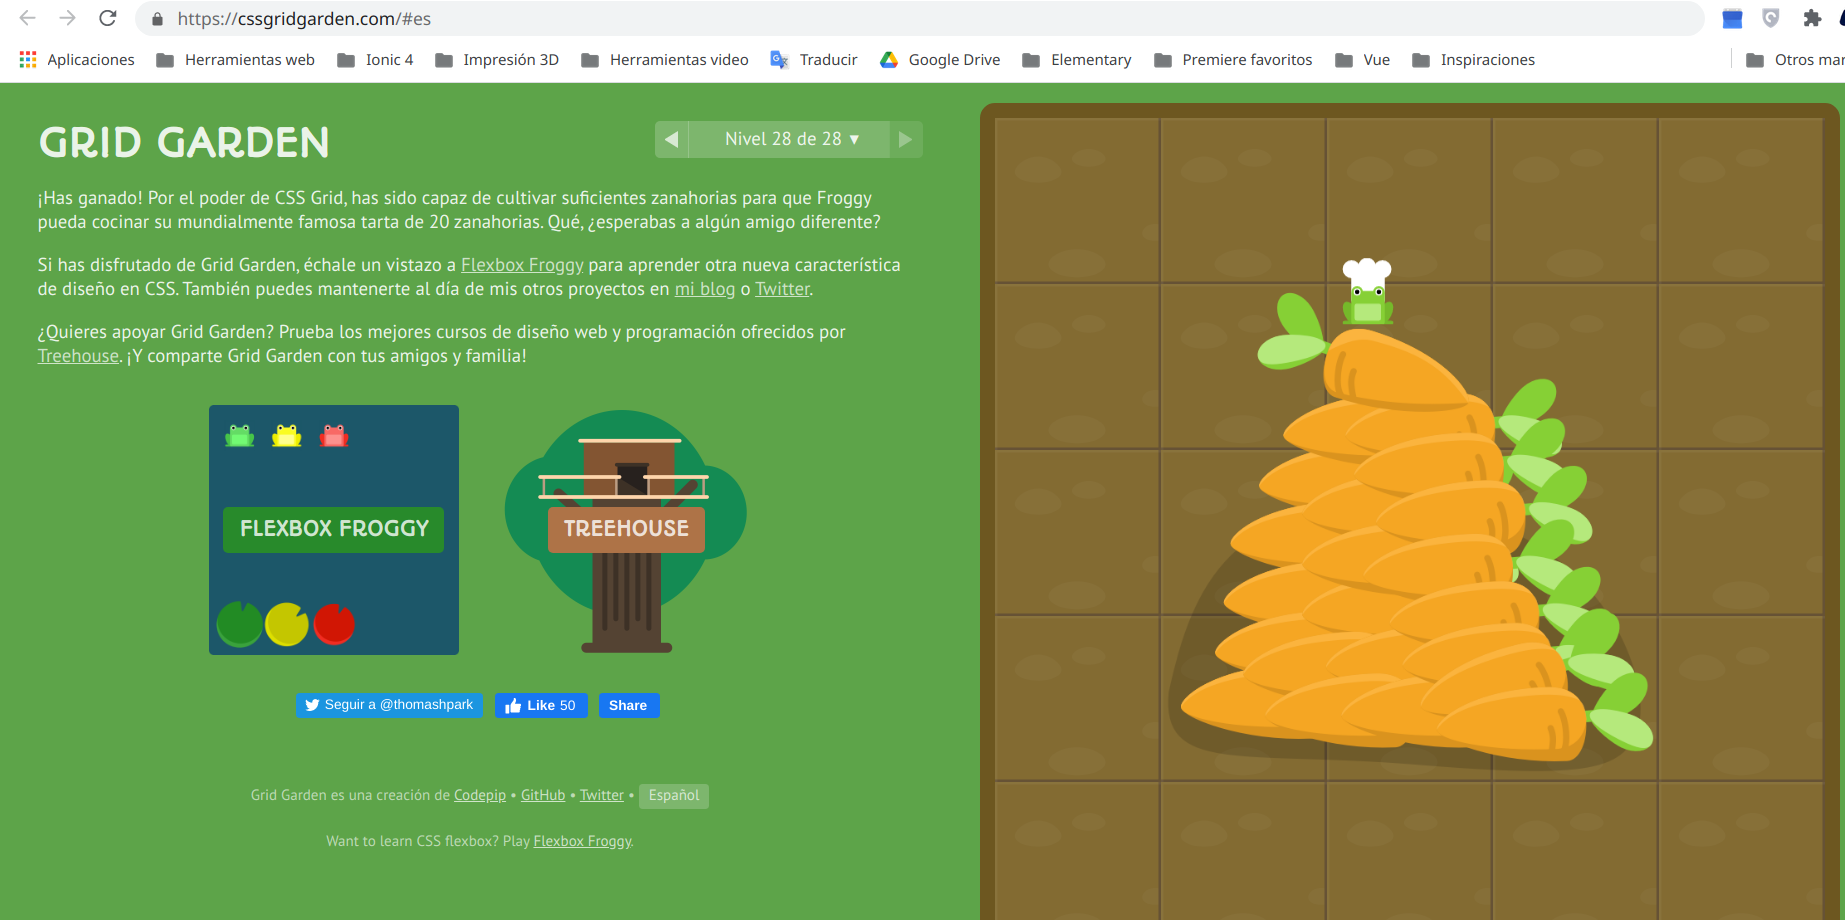 https://cssgridgarden.com/#es
Aplicaciones Herramientas web Ionic 4 Impresión 3D Herramientas video Traducir Google Drive Elementary Premiere favoritos Vue Inspiraciones Otros mar
GRID GARDEN
Nivel 28 de 28 ▼
¡Has ganado! Por el poder de CSS Grid, has sido capaz de cultivar suficientes zanahorias para que Froggy
pueda cocinar su mundialmente famosa tarta de 20 zanahorias. Qué, ¿esperabas a algún amigo diferente?
Si has disfrutado de Grid Garden, échale un vistazo a Flexbox Froggy para aprender otra nueva característica
de diseño en CSS. También puedes mantenerte al día de mis otros proyectos en mi blog o Twitter.
¿Quieres apoyar Grid Garden? Prueba los mejores cursos de diseño web y programación ofrecidos por
Treehouse. ¡Y comparte Grid Garden con tus amigos y familia!
FLEXBOX FROGGY
TREEHOUSE
Seguir a @thomashpark Like 50 Share
Grid Garden es una creación de Codepip • GitHub • Twitter • Español
Want to learn CSS flexbox? Play Flexbox Froggy.